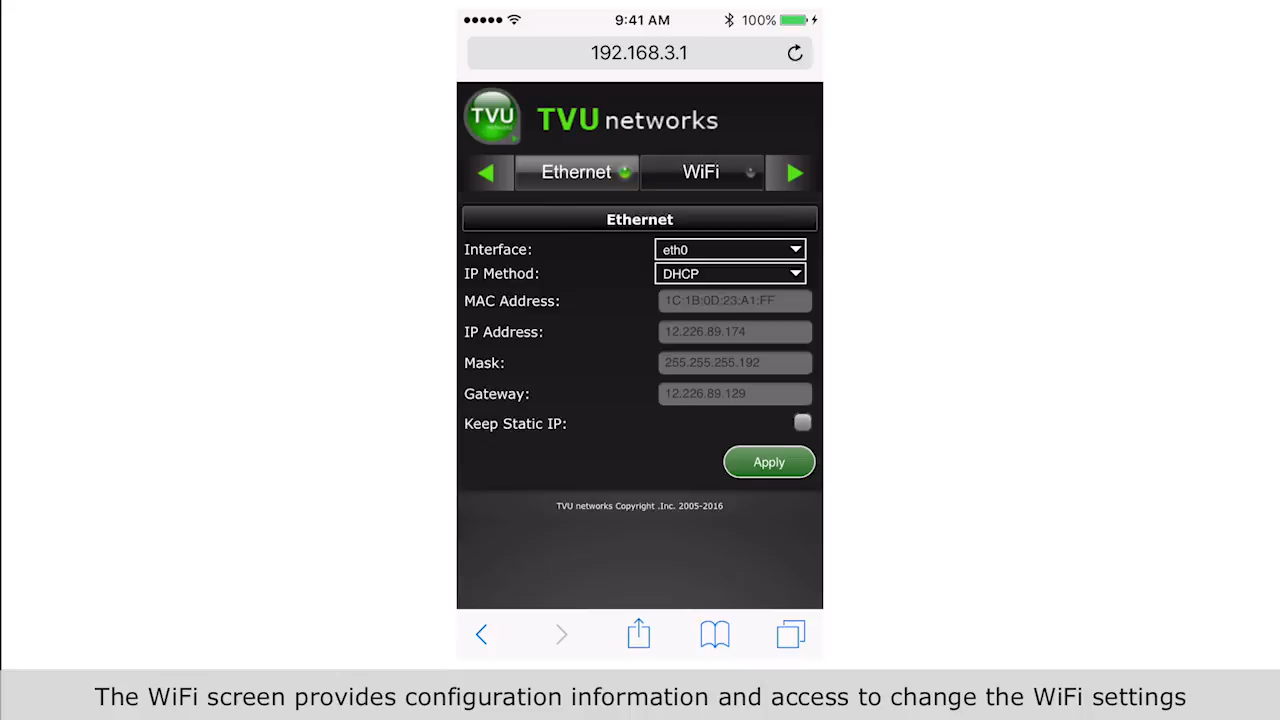 9:41 AM 100%
192.168.3.1
TVU
networks
TVU networks
Ethernet WiFi
Ethernet
Interface: eth0
IP Method: DHCP
MAC Address: 1C:1B:0D:23:A1:FF
IP Address: 12.226.89.174
Mask: 255.255.255.192
Gateway: 12.226.89.129
Keep Static IP:
Apply
TVU networks Copyright .Inc. 2005-2016
The WiFi screen provides configuration information and access to change the WiFi settings